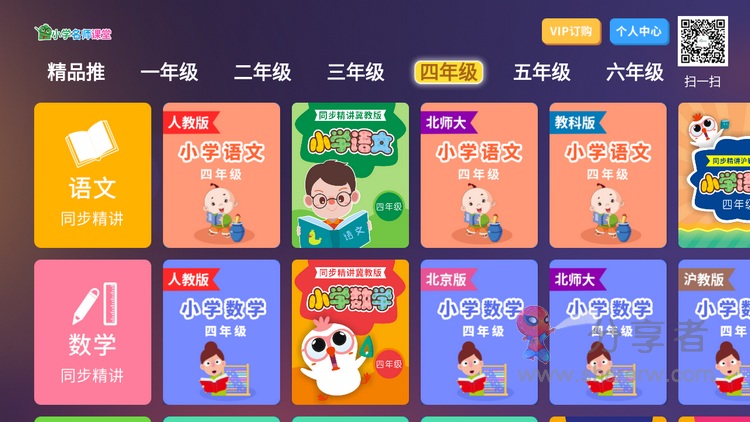 小学名师课堂
VIP订购
个人中心
扫一扫
精品推
一年级
二年级
三年级
四年级
五年级
六年级
语文
同步精讲
人教版
小学语文
四年级
同步精讲冀教版
小学语文
四年级
语文
北师大
小学语文
四年级
教科版
小学语文
四年级
同步精讲沪
小学语
四年级
数学
同步精讲
人教版
小学数学
四年级
同步精讲冀教版
小学数学
四年级
北京版
小学数学
四年级
北师大
小学数学
四年级
沪教版
小学数
四年级
分享者